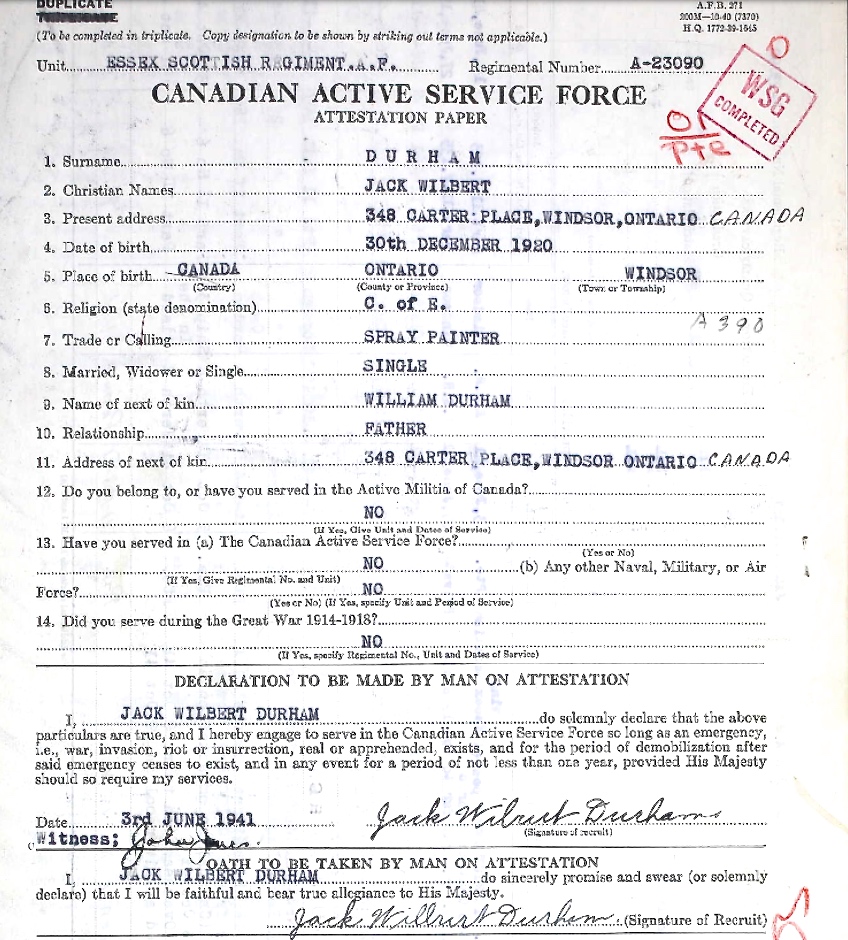 DUPLICATE
A.F.B. 271
200M—10-40 (7370)
H.Q. 1772-39-1545
(To be completed in triplicate. Copy designation to be shown by striking out terms not applicable.)
Unit ESSEX SCOTTISH REGIMENT.A.F. Regimental Number A-23090
CANADIAN ACTIVE SERVICE FORCE
ATTESTATION PAPER
WSG
COMPLETED
O
Pte
1. Surname DURHAM
2. Christian Names JACK WILBERT
3. Present address 348 CARTER PLACE,WINDSOR,ONTARIO CANADA
4. Date of birth 30th DECEMBER 1920
5. Place of birth CANADA ONTARIO WINDSOR
(Country) (County or Province) (Town or Township)
6. Religion (state denomination) C. of E.
A 390
7. Trade or Calling SPRAY PAINTER
8. Married, Widower or Single SINGLE
9. Name of next of kin WILLIAM DURHAM
10. Relationship FATHER
11. Address of next of kin 348 CARTER PLACE,WINDSOR ONTARIO CANADA
12. Do you belong to, or have you served in the Active Militia of Canada?
NO
(If Yes, Give Unit and Dates of Service)
13. Have you served in (a) The Canadian Active Service Force?
(Yes or No)
NO (b) Any other Naval, Military, or Air
(If Yes, Give Regimental No. and Unit)
Force? NO
(Yes or No) (If Yes, specify Unit and Period of Service)
14. Did you serve during the Great War 1914-1918?
NO
(If Yes, specify Regimental No., Unit and Dates of Service)
DECLARATION TO BE MADE BY MAN ON ATTESTATION
I, JACK WILBERT DURHAM do solemnly declare that the above
particulars are true, and I hereby engage to serve in the Canadian Active Service Force so long as an emergency,
i.e., war, invasion, riot or insurrection, real or apprehended, exists, and for the period of demobilization after
said emergency ceases to exist, and in any event for a period of not less than one year, provided His Majesty
should so require my services.
Date 3rd JUNE 1941 Jack Wilburt Durham
(Signature of recruit)
Witness; John
OATH TO BE TAKEN BY MAN ON ATTESTATION
I, JACK WILBERT DURHAM do sincerely promise and swear (or solemnly
declare) that I will be faithful and bear true allegiance to His Majesty.
Jack Wilburt Durham. (Signature of Recruit)